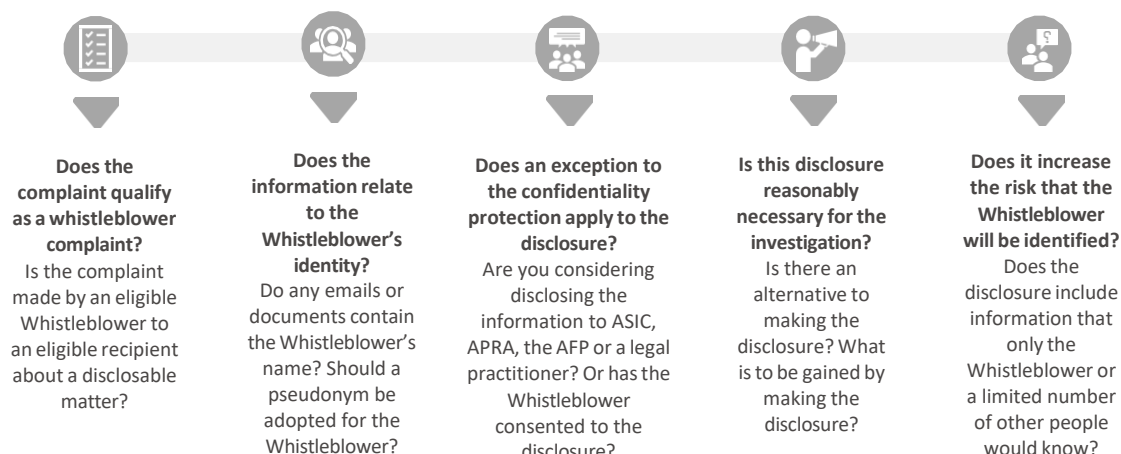 Does the
complaint qualify
as a whistleblower
complaint?
Is the complaint
made by an eligible
Whistleblower to
an eligible recipient
about a disclosable
matter?
Does the
information relate
to the
Whistleblower’s
identity?
Do any emails or
documents contain
the Whistleblower’s
name? Should a
pseudonym be
adopted for the
Whistleblower?
Does an exception to
the confidentiality
protection apply to the
disclosure?
Are you considering
disclosing the
information to ASIC,
APRA, the AFP or a legal
practitioner? Or has the
Whistleblower
consented to the
disclosure?
Is this disclosure
reasonably
necessary for the
investigation?
Is there an
alternative to
making the
disclosure? What
is to be gained by
making the
disclosure?
?
Does it increase
the risk that the
Whistleblower
will be identified?
Does the
disclosure include
information that
only the
Whistleblower or
a limited number
of other people
would know?